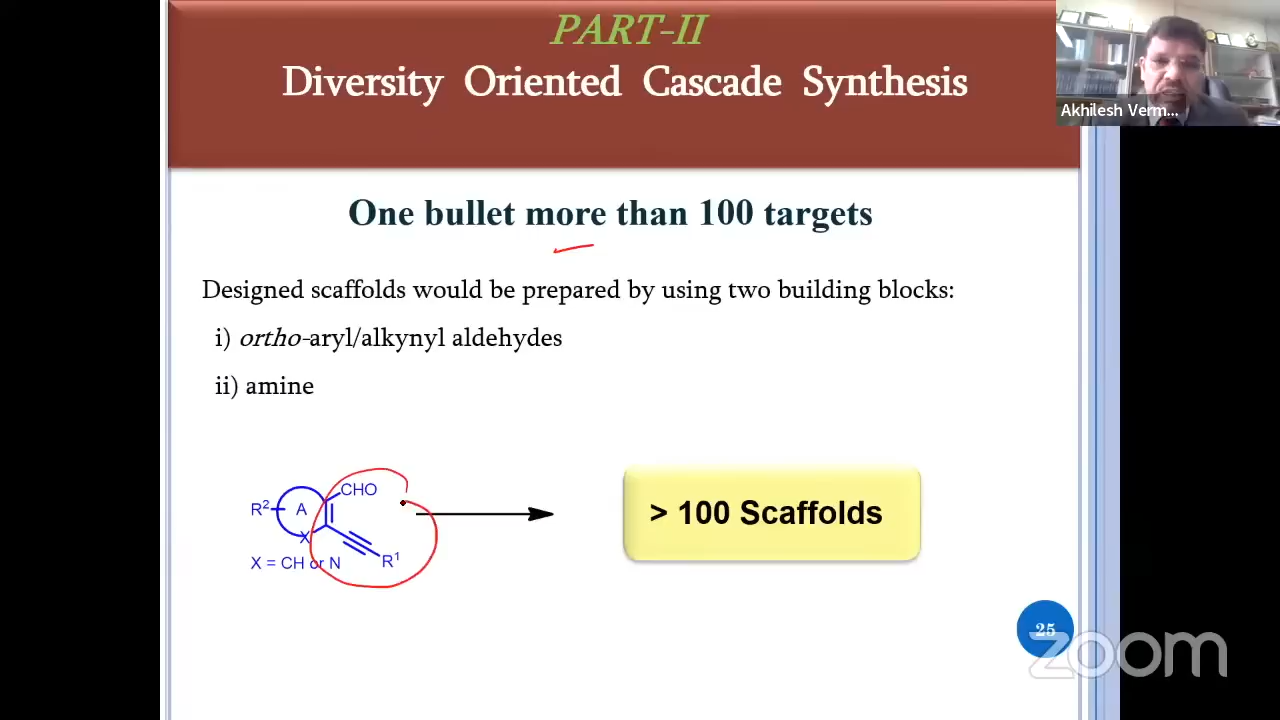 PART-II
Diversity Oriented Cascade Synthesis
Akhilesh Verm...
One bullet more than 100 targets
Designed scaffolds would be prepared by using two building blocks:
i) ortho-aryl/alkynyl aldehydes
ii) amine
CHO
R² A
X
R¹
X = CH or N
> 100 Scaffolds
25
zoom